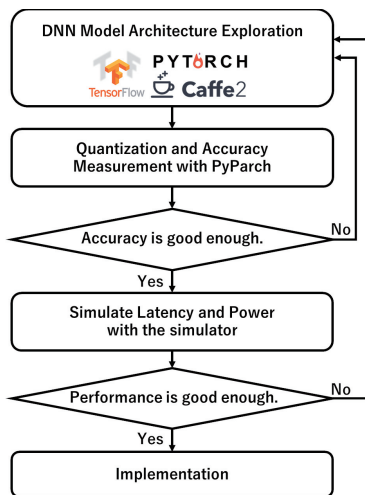 DNN Model Architecture Exploration
PYTORCH
TensorFlow
Caffe2
Quantization and Accuracy
Measurement with PyParch
Accuracy is good enough.
No
Yes
Simulate Latency and Power
with the simulator
Performance is good enough.
No
Yes
Implementation